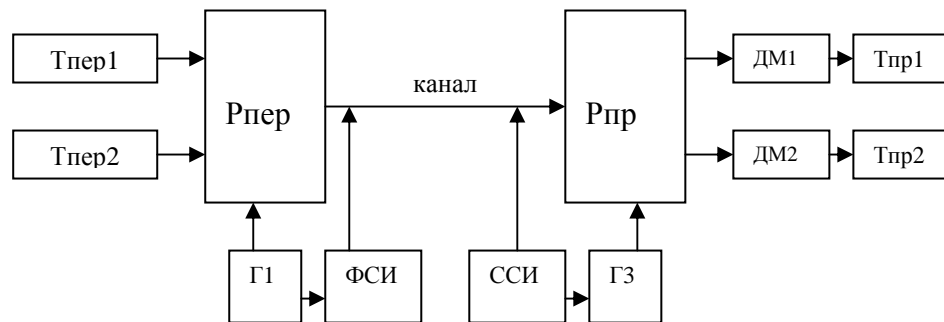 Тпер1
Тпер2
Рпер
канал
Рпр
ДМ1
Тпр1
ДМ2
Тпр2
Г1
ФСИ
ССИ
Г3